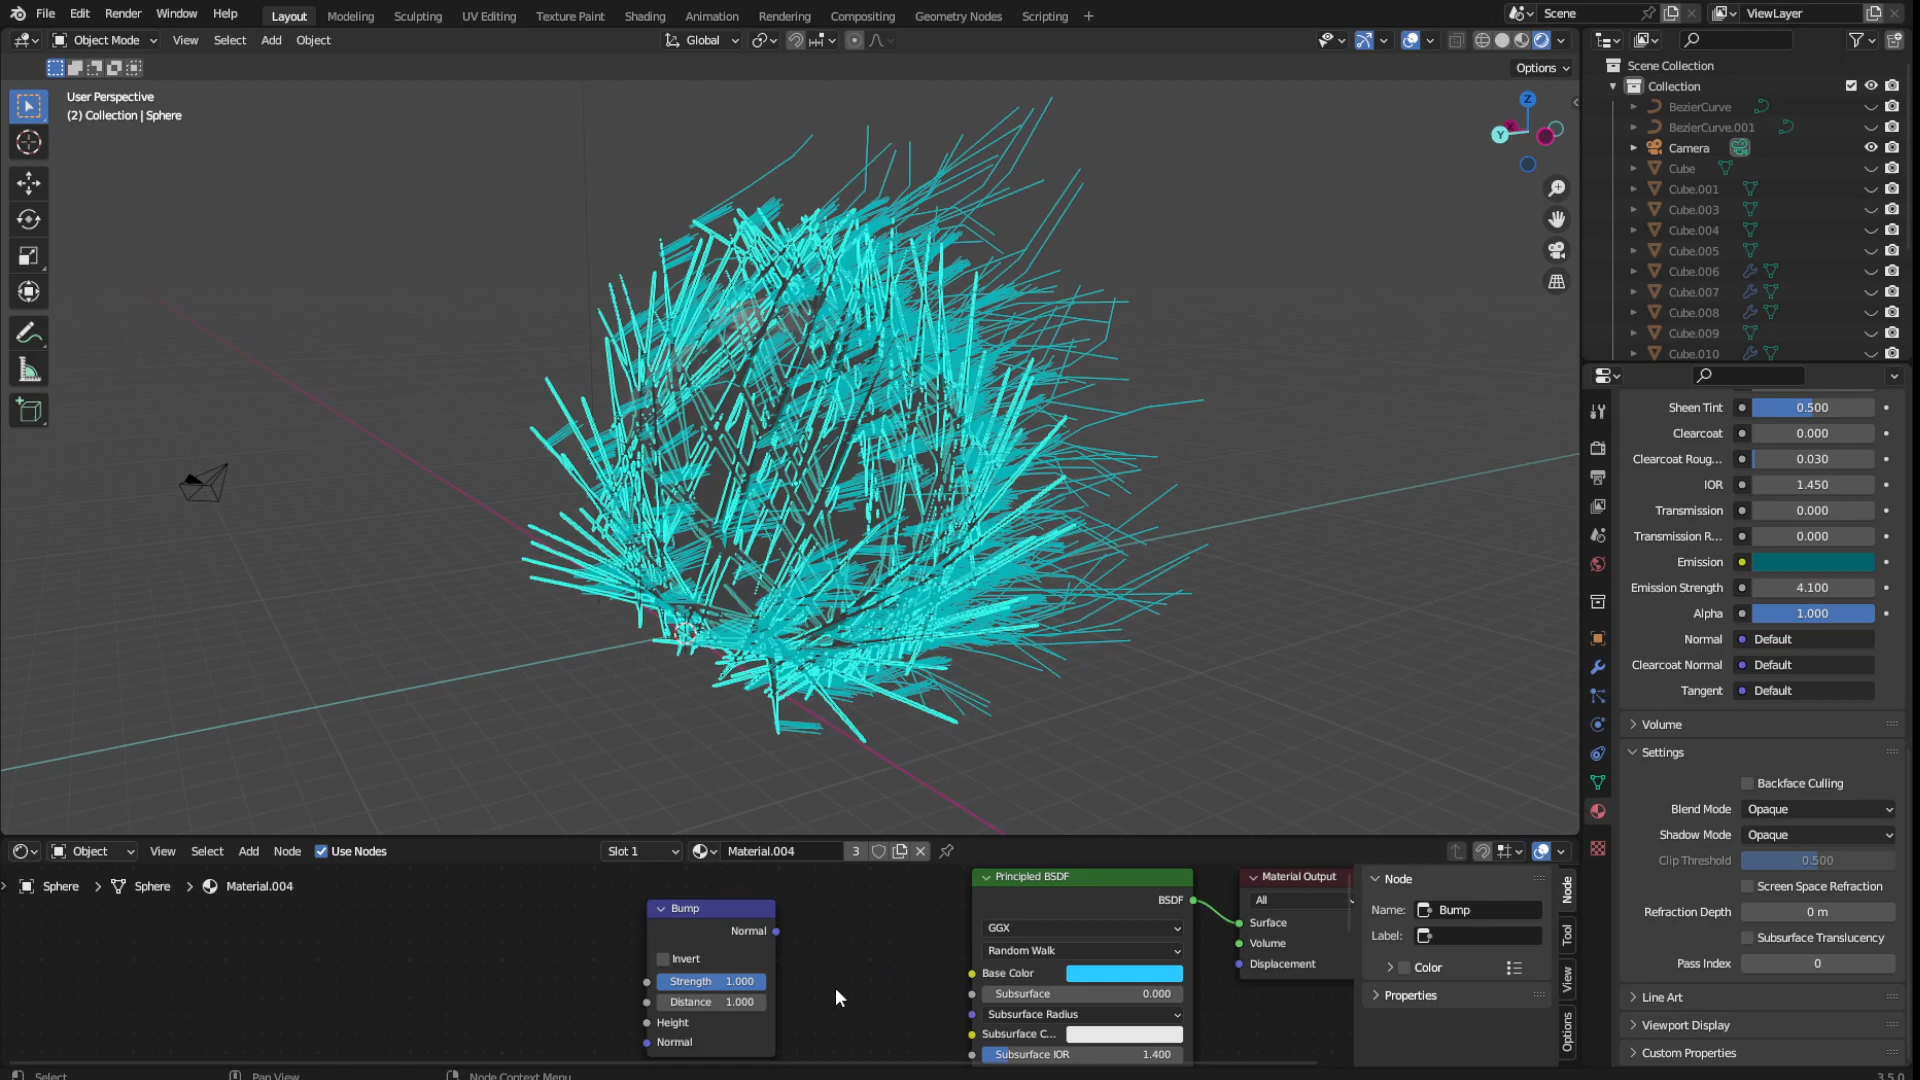 File Edit Render Window Help Layout Modeling Sculpting UV Editing Texture Paint Shading Animation Rendering Compositing Geometry Nodes Scripting + Scene ViewLayer
Object Mode View Select Add Object Global
Options
User Perspective
(2) Collection | Sphere
Z
Y
Scene Collection
Collection
BezierCurve
BezierCurve.001
Camera
Cube
Cube.001
Cube.003
Cube.004
Cube.005
Cube.006
Cube.007
Cube.008
Cube.009
Cube.010
Sheen Tint 0.500
Clearcoat 0.000
Clearcoat Roug... 0.030
IOR 1.450
Transmission 0.000
Transmission R... 0.000
Emission
Emission Strength 4.100
Alpha 1.000
Normal Default
Clearcoat Normal Default
Tangent Default
Volume
Settings
Backface Culling
Blend Mode Opaque
Shadow Mode Opaque
Clip Threshold 0.500
Screen Space Refraction
Refraction Depth 0 m
Subsurface Translucency
Pass Index 0
Line Art
Viewport Display
Custom Properties
Object View Select Add Node Use Nodes Slot 1 Material.004 3
Sphere Sphere Material.004
Bump
Normal
Invert
Strength 1.000
Distance 1.000
Height
Normal
Principled BSDF
BSDF
GGX
Random Walk
Base Color
Subsurface 0.000
Subsurface Radius
Subsurface C...
Subsurface IOR 1.400
Material Output
All
Surface
Volume
Displacement
Node
Name: Bump
Label:
Color
Properties
Node
Tool
View
Options
Select Pan View Node Context Menu 3.5.0